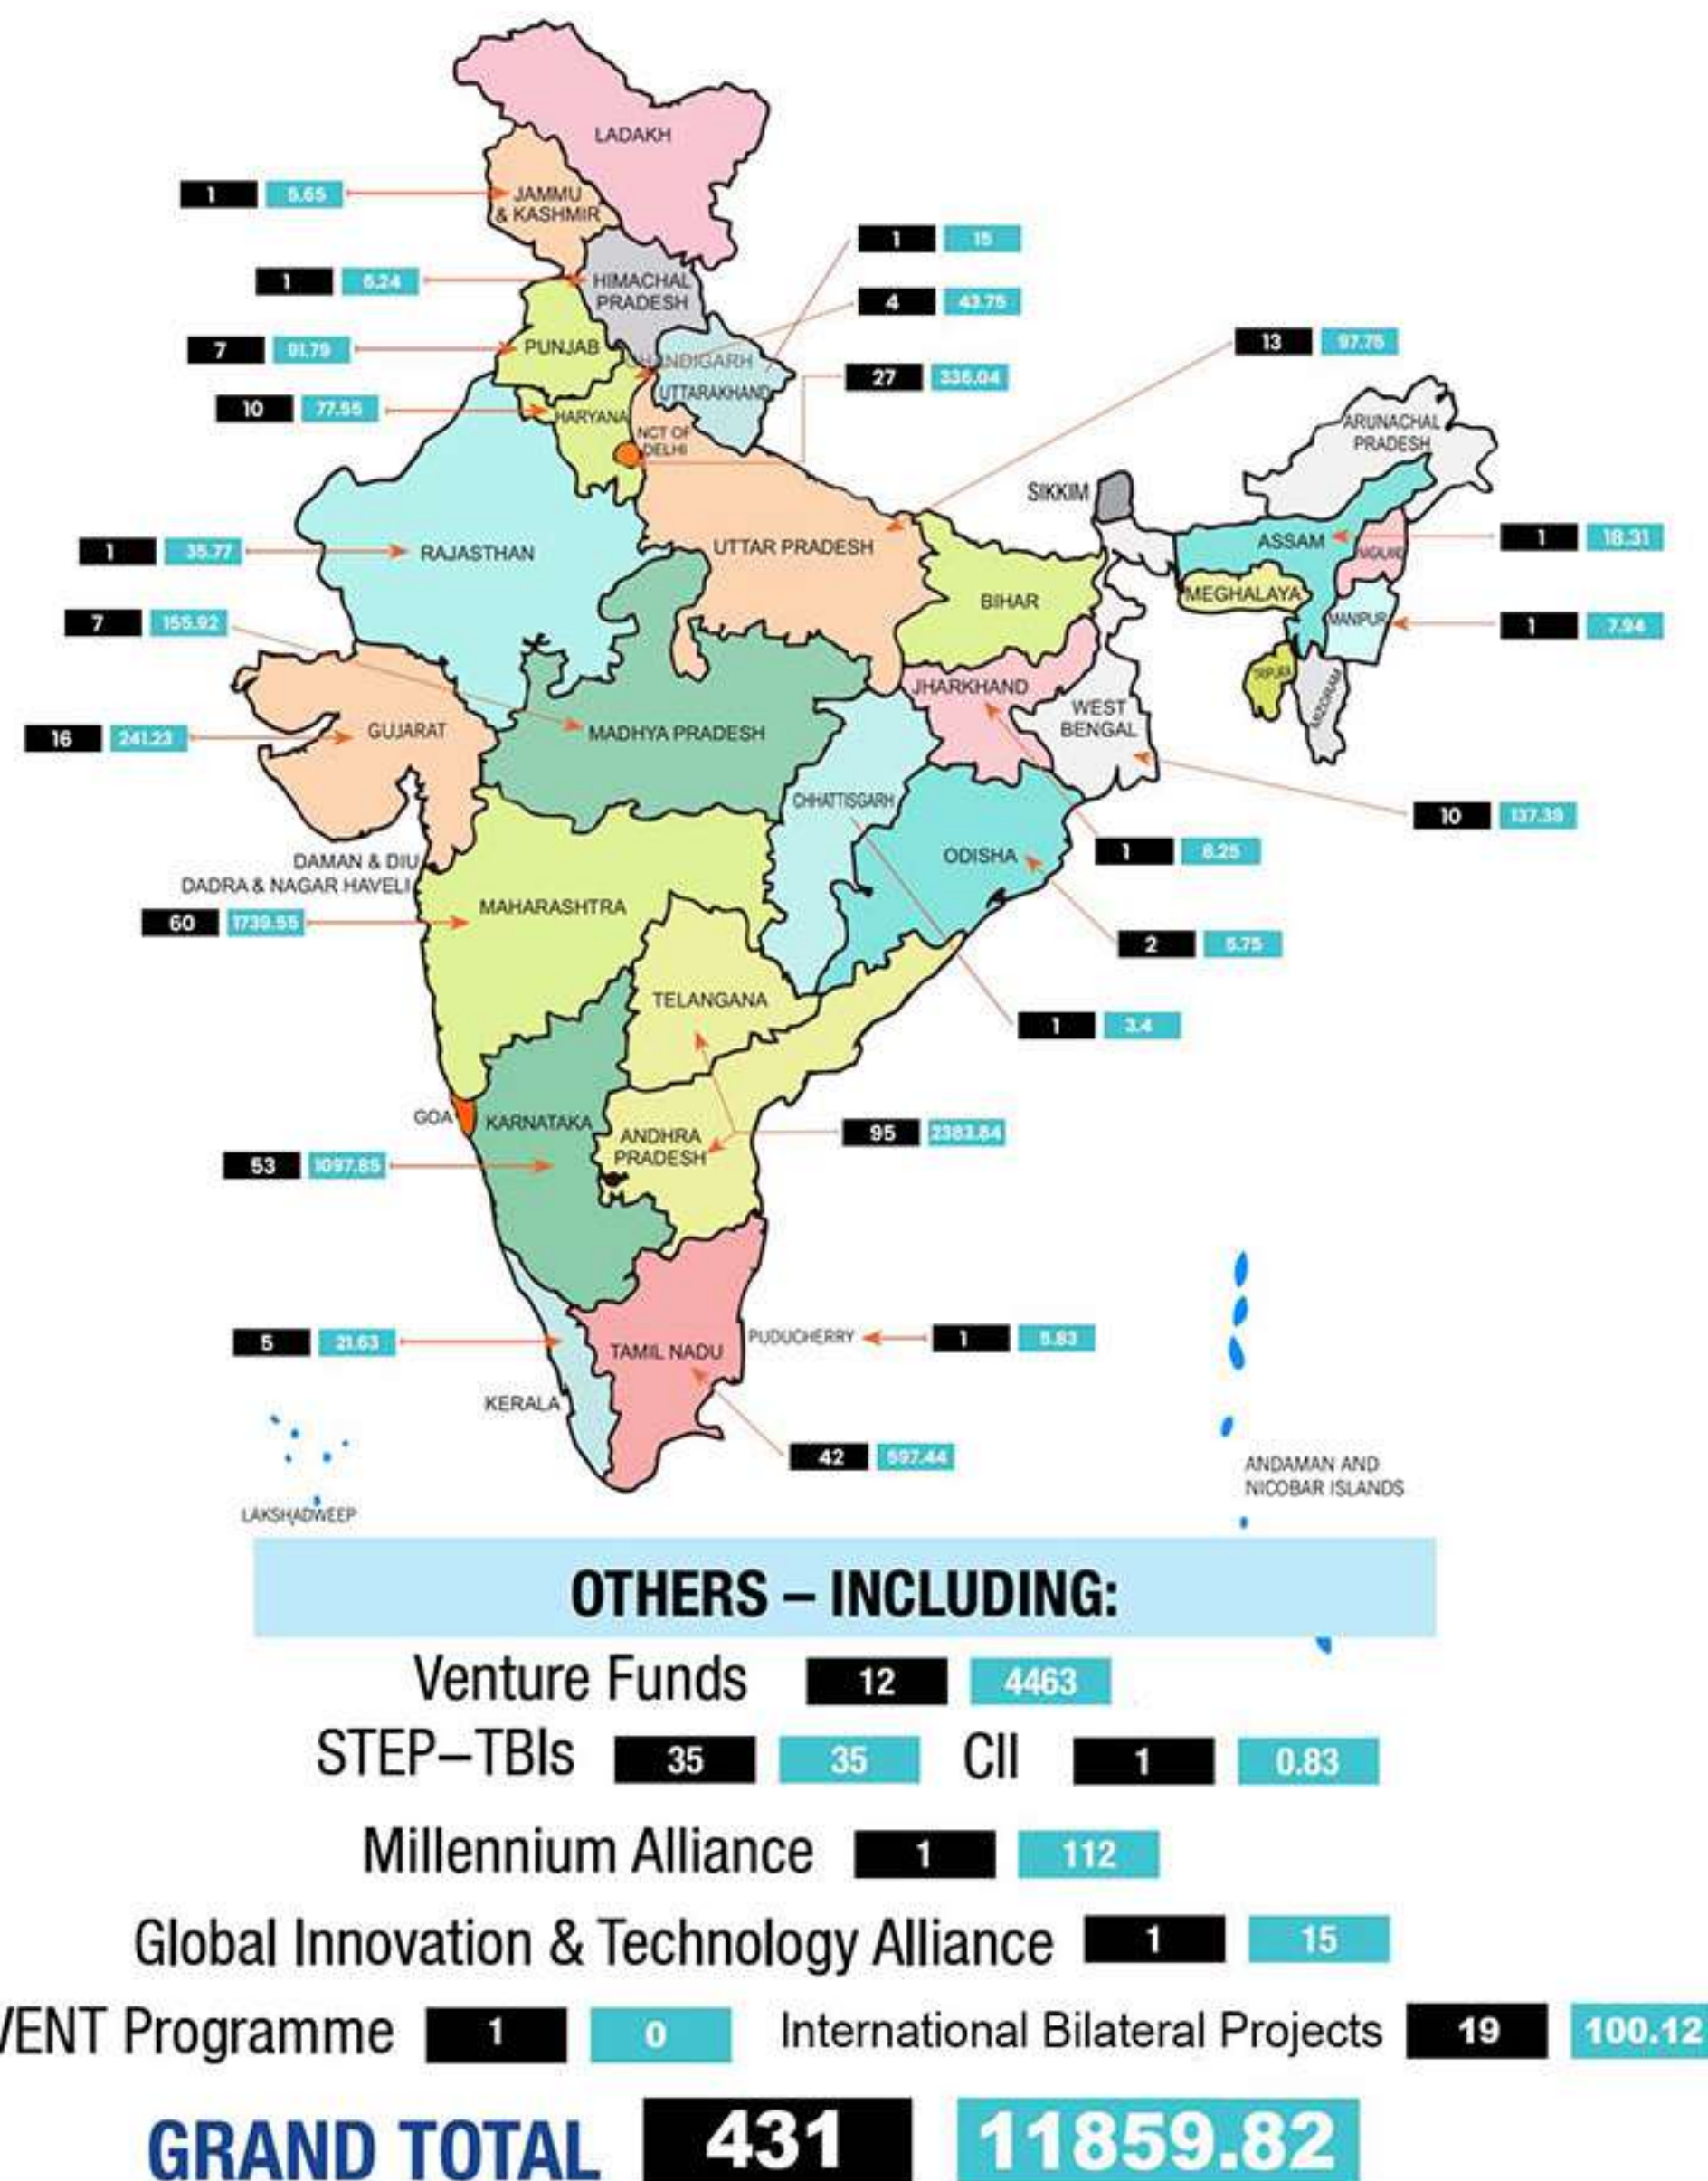 LADAKH
1 5.65
JAMMU
& KASHMIR
1 15
1 6.24
HIMACHAL
PRADESH
4 43.75
7 91.79
PUNJAB
13 97.75
HANDIGARH
27 336.04
UTTARAKHAND
10 77.55
HARYANA
NCT OF
DELHI
ARUNACHAL
PRADESH
SIKKIM
1 35.77
RAJASTHAN
UTTAR PRADESH
ASSAM
1 18.31
NAGALAND
BIHAR
MEGHALAYA
7 155.92
MANIPUR
1 7.94
TRIPURA
MIZORAM
JHARKHAND
WEST
BENGAL
16 241.23
GUJARAT
MADHYA PRADESH
CHHATTISGARH
10 137.39
1 6.25
ODISHA
DAMAN & DIU
DADRA & NAGAR HAVELI
60 1739.55
MAHARASHTRA
2 5.75
TELANGANA
1 3.4
GOA
KARNATAKA
ANDHRA
PRADESH
95 2383.64
53 1097.85
5 21.63
TAMIL NADU
PUDUCHERRY
1 5.83
KERALA
42 597.44
ANDAMAN AND
NICOBAR ISLANDS
LAKSHADWEEP
OTHERS – INCLUDING:
Venture Funds 12 4463
STEP–TBIs 35 35 CII 1 0.83
Millennium Alliance 1 112
Global Innovation & Technology Alliance 1 15
VENT Programme 1 0 International Bilateral Projects 19 100.12
GRAND TOTAL 431 11859.82